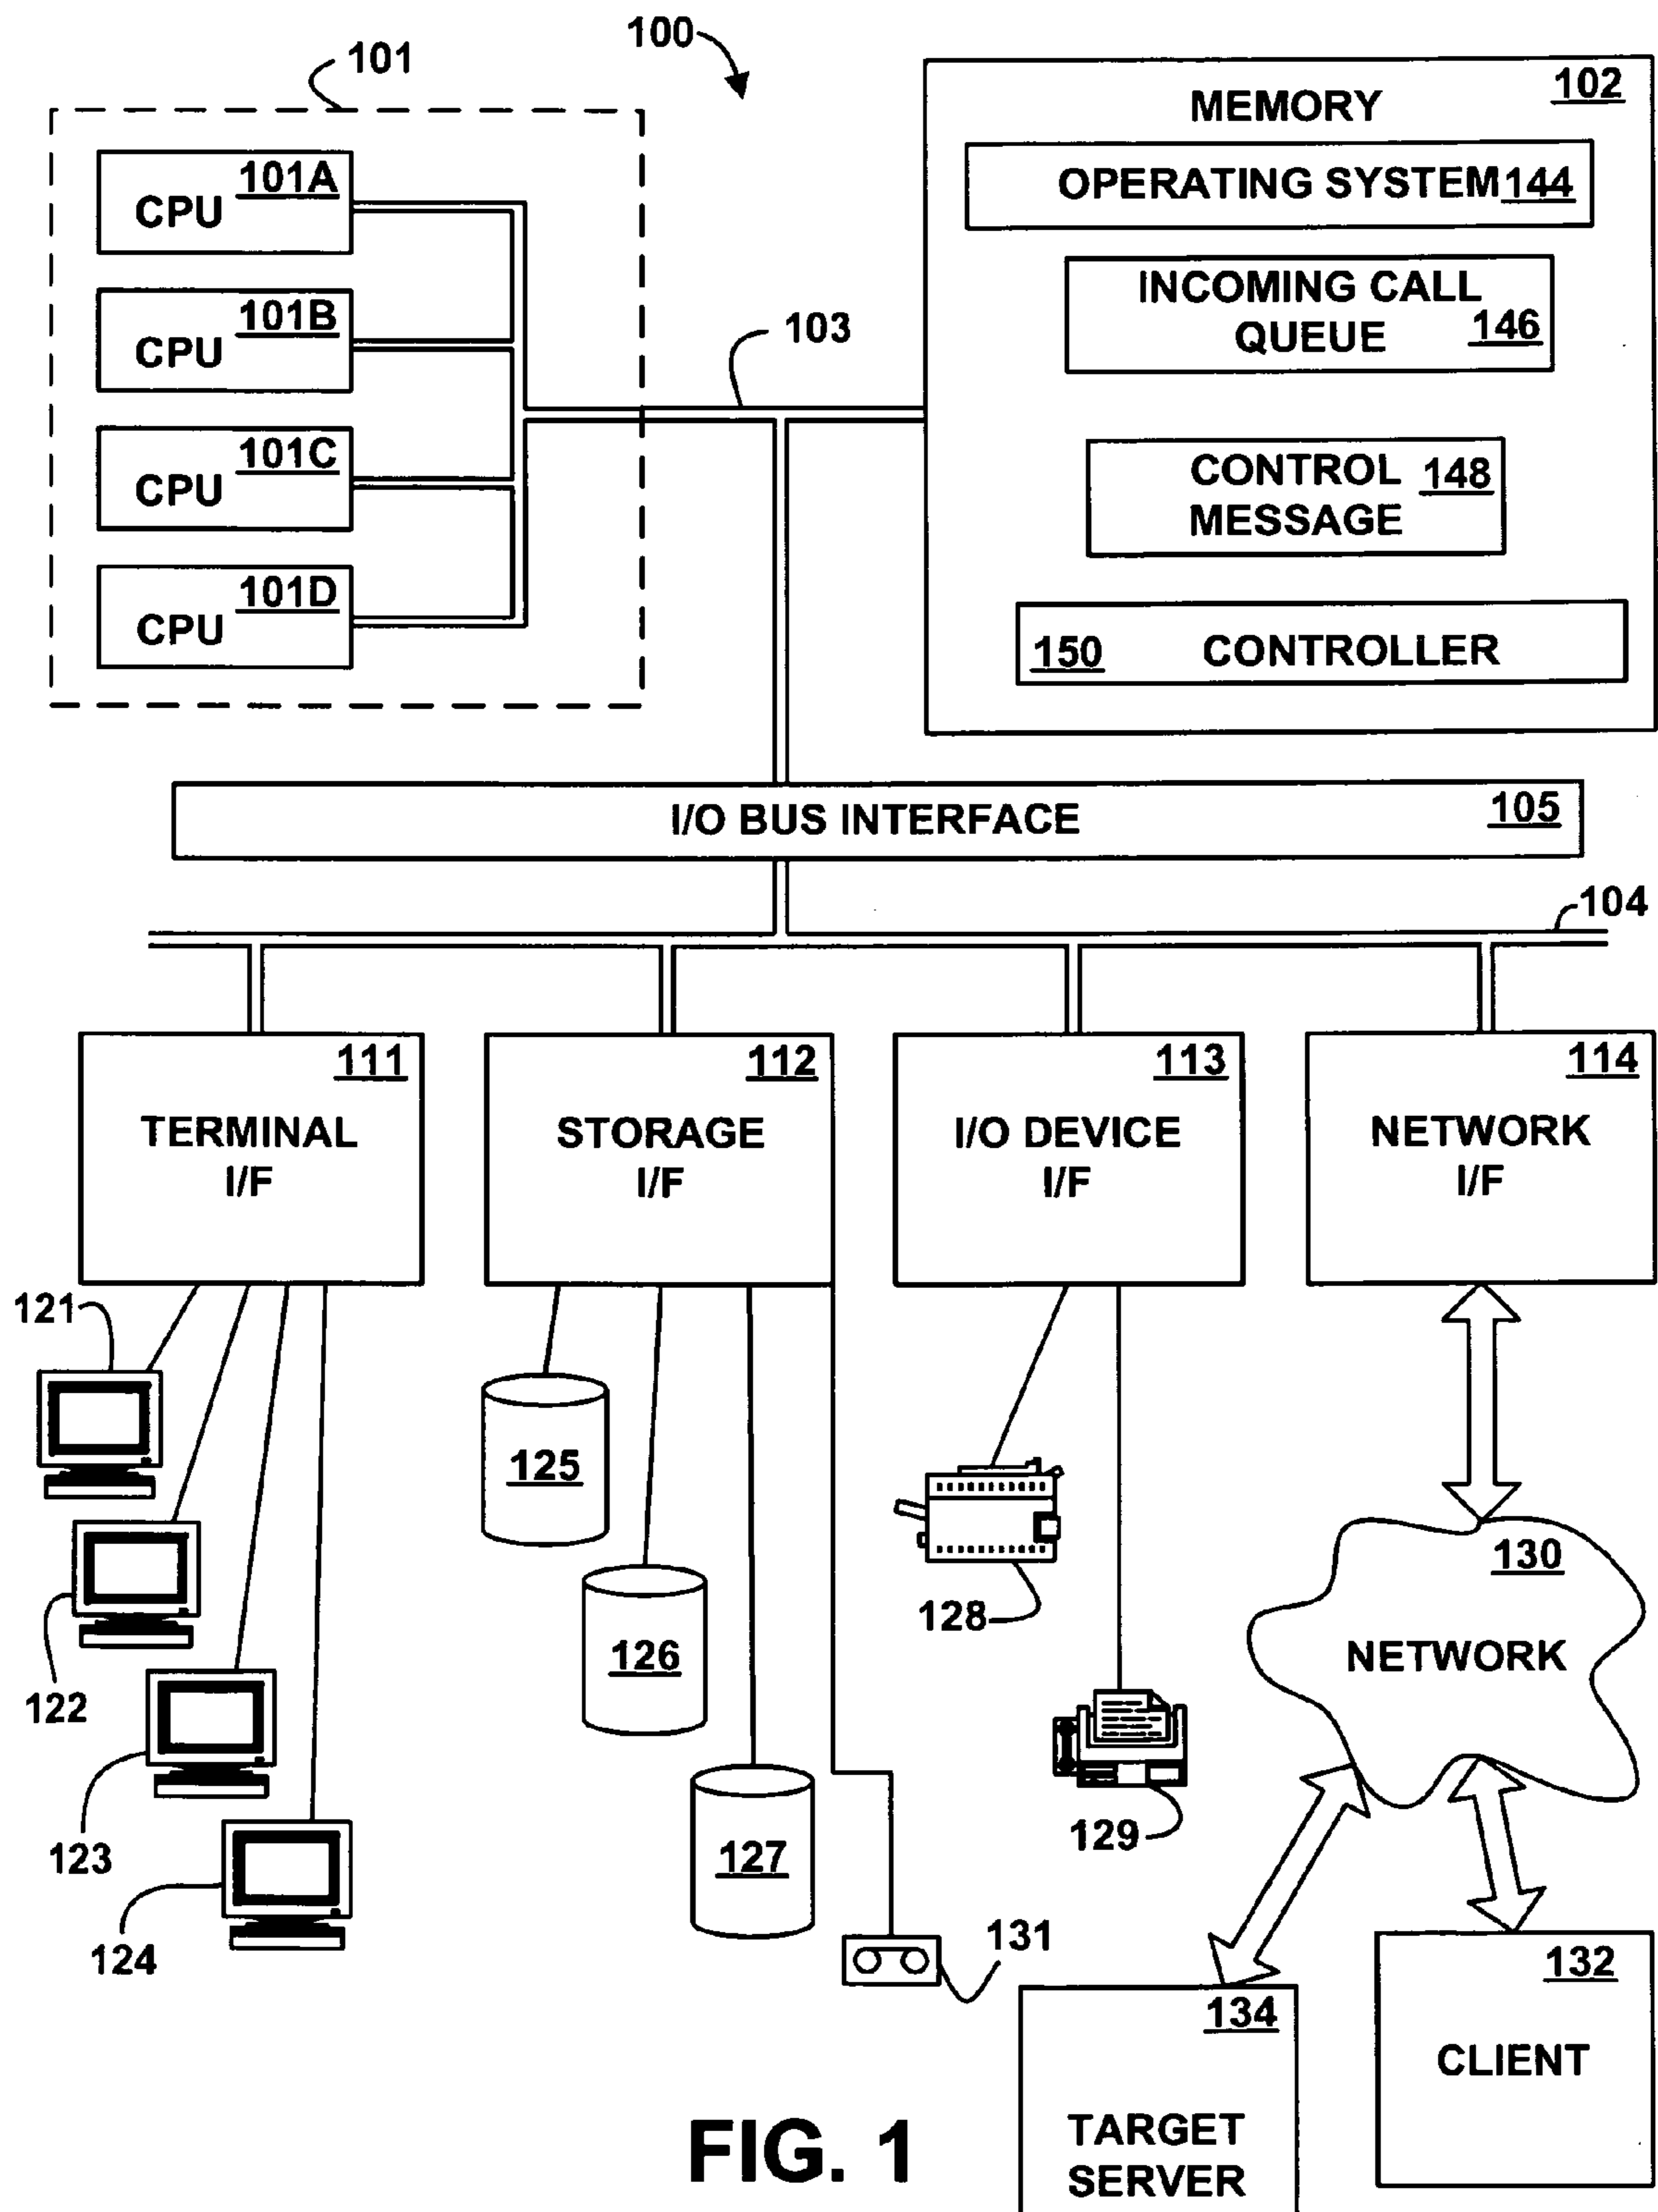 100
101
101A
CPU
101B
CPU
101C
CPU
101D
CPU
103
102
MEMORY
OPERATING SYSTEM 144
INCOMING CALL
QUEUE 146
CONTROL 148
MESSAGE
150 CONTROLLER
I/O BUS INTERFACE 105
104
111
TERMINAL
I/F
112
STORAGE
I/F
113
I/O DEVICE
I/F
114
NETWORK
I/F
121
122
123
124
125
126
127
128
129
131
130
NETWORK
134
TARGET
SERVER
132
CLIENT
FIG. 1